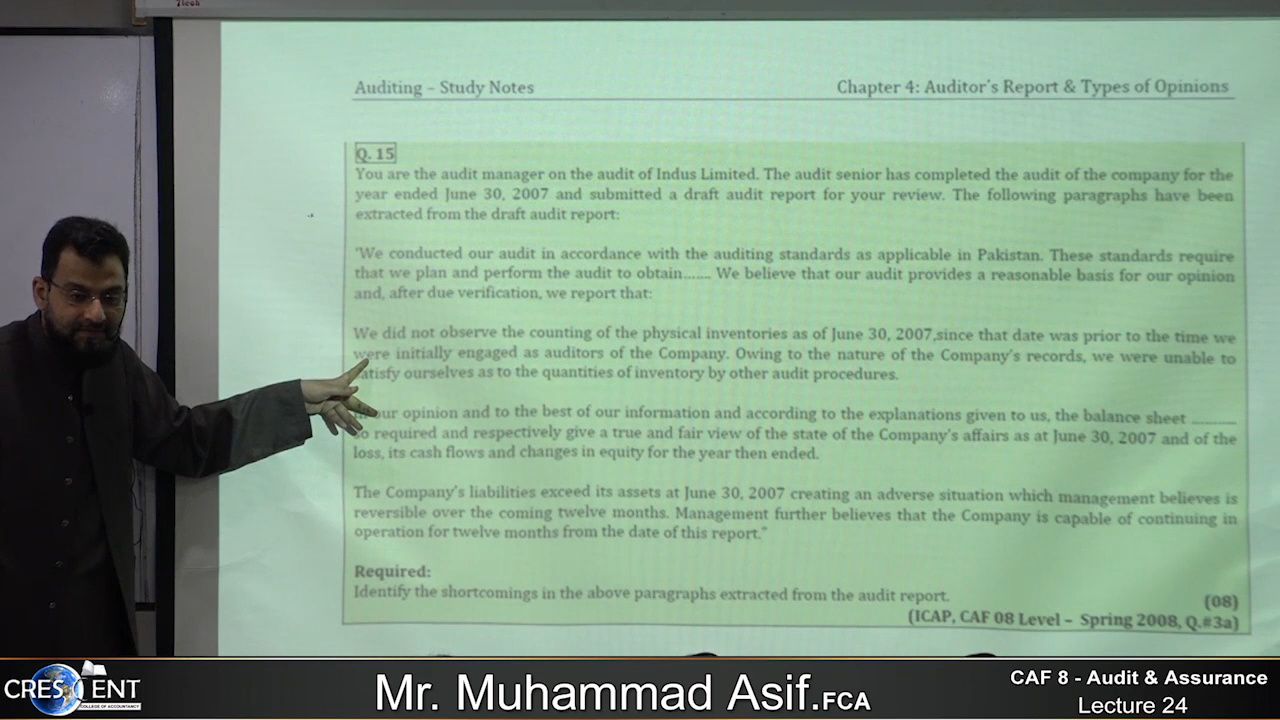 Auditing – Study Notes
Chapter 4: Auditor's Report & Types of Opinions
Q. 15
You are the audit manager on the audit of Indus Limited. The audit senior has completed the audit of the company for the
year ended June 30, 2007 and submitted a draft audit report for your review. The following paragraphs have been
extracted from the draft audit report:
"We conducted our audit in accordance with the auditing standards as applicable in Pakistan. These standards require
that we plan and perform the audit to obtain....... We believe that our audit provides a reasonable basis for our opinion
and, after due verification, we report that:
We did not observe the counting of the physical inventories as of June 30, 2007,since that date was prior to the time we
were initially engaged as auditors of the Company. Owing to the nature of the Company's records, we were unable to
ourselves as to the quantities of inventory by other audit procedures.
our opinion and to the best of our information and according to the explanations given to us, the balance sheet ..........
so required and respectively give a true and fair view of the state of the Company's affairs as at June 30, 2007 and of the
loss, its cash flows and changes in equity for the year then ended.
The Company's liabilities exceed its assets at June 30, 2007 creating an adverse situation which management believes is
reversible over the coming twelve months. Management further believes that the Company is capable of continuing in
operation for twelve months from the date of this report."
Required:
Identify the shortcomings in the above paragraphs extracted from the audit report.
(08)
(ICAP, CAF 08 Level – Spring 2008, Q.#3a)
CRESCENT
COLLEGE OF ACCOUNTANCY
Mr. Muhammad Asif.FCA
CAF 8 - Audit & Assurance
Lecture 24